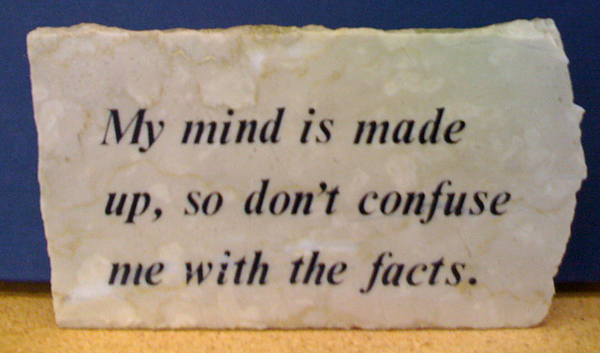 My mind is made
up, so don't confuse
me with the facts.